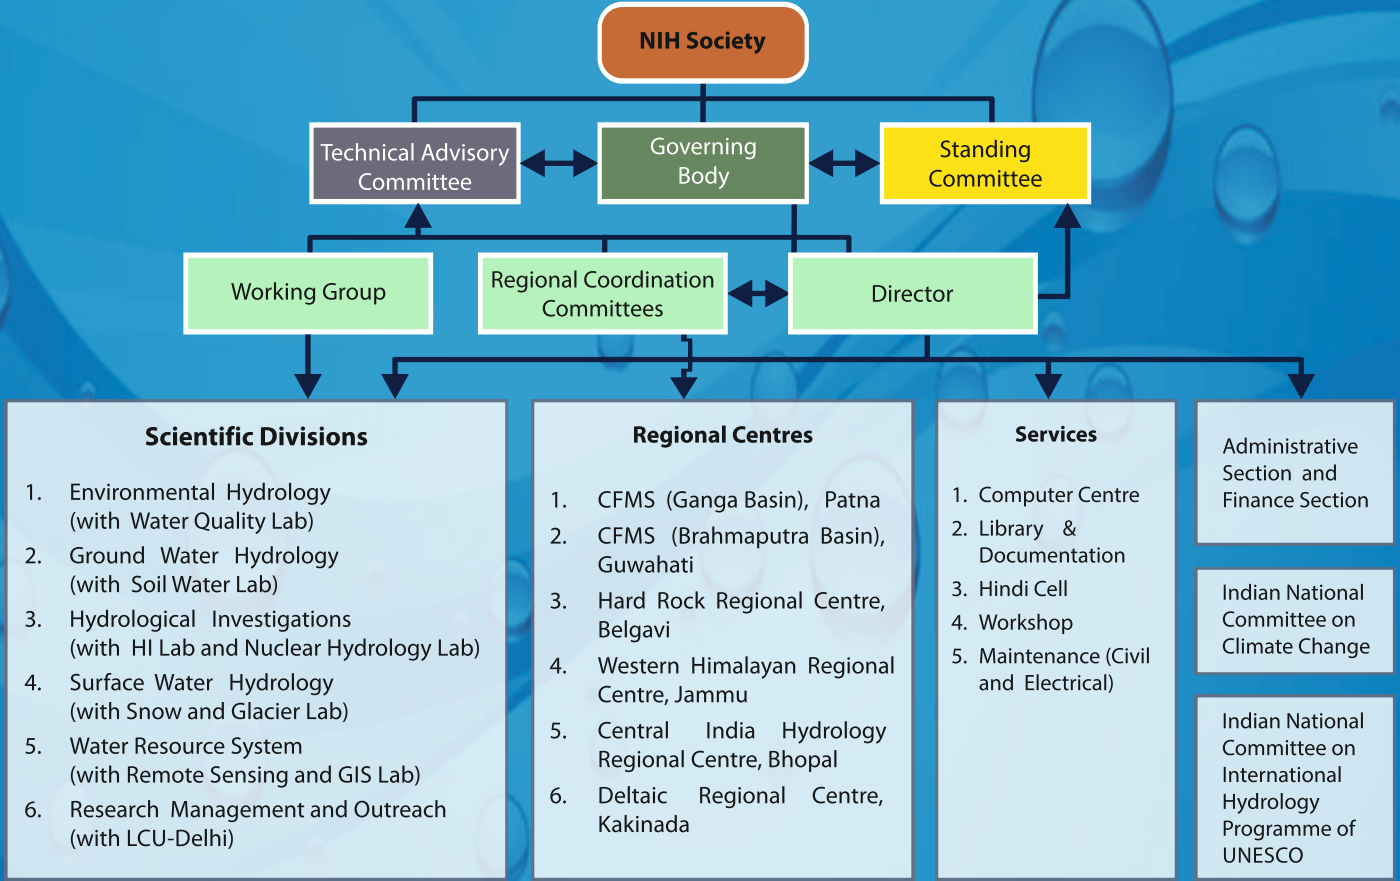 NIH Society
Technical Advisory
Committee
Governing
Body
Standing
Committee
Working Group
Regional Coordination
Committees
Director
Scientific Divisions
1. Environmental Hydrology
(with Water Quality Lab)
2. Ground Water Hydrology
(with Soil Water Lab)
3. Hydrological Investigations
(with HI Lab and Nuclear Hydrology Lab)
4. Surface Water Hydrology
(with Snow and Glacier Lab)
5. Water Resource System
(with Remote Sensing and GIS Lab)
6. Research Management and Outreach
(with LCU-Delhi)
Regional Centres
1. CFMS (Ganga Basin), Patna
2. CFMS (Brahmaputra Basin),
Guwahati
3. Hard Rock Regional Centre,
Belgavi
4. Western Himalayan Regional
Centre, Jammu
5. Central India Hydrology
Regional Centre, Bhopal
6. Deltaic Regional Centre,
Kakinada
Services
1. Computer Centre
2. Library &
Documentation
3. Hindi Cell
4. Workshop
5. Maintenance (Civil
and Electrical)
Administrative
Section and
Finance Section
Indian National
Committee on
Climate Change
Indian National
Committee on
International
Hydrology
Programme of
UNESCO